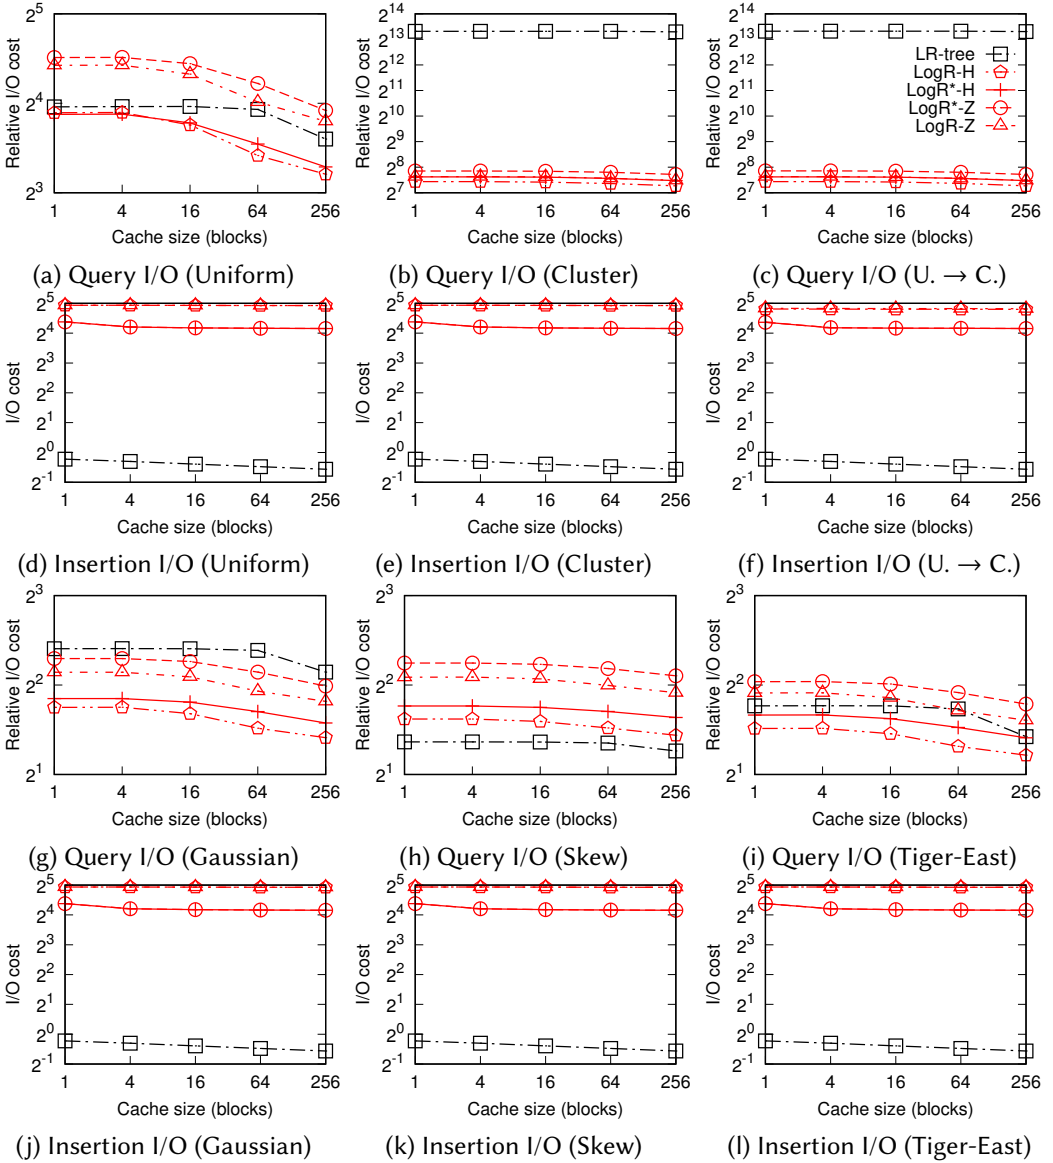 2^5
2^4
2^3
Relative I/O cost
1 4 16 64 256
Cache size (blocks)
(a) Query I/O (Uniform)
2^14
2^13
2^12
2^11
2^10
2^9
2^8
2^7
Relative I/O cost
1 4 16 64 256
Cache size (blocks)
(b) Query I/O (Cluster)
2^14
2^13
2^12
2^11
2^10
2^9
2^8
2^7
Relative I/O cost
LR-tree
LogR-H
LogR*-H
LogR*-Z
LogR-Z
1 4 16 64 256
Cache size (blocks)
(c) Query I/O (U. → C.)
2^5
2^4
2^3
2^2
2^1
2^0
2^-1
I/O cost
1 4 16 64 256
Cache size (blocks)
(d) Insertion I/O (Uniform)
2^5
2^4
2^3
2^2
2^1
2^0
2^-1
I/O cost
1 4 16 64 256
Cache size (blocks)
(e) Insertion I/O (Cluster)
2^5
2^4
2^3
2^2
2^1
2^0
2^-1
I/O cost
1 4 16 64 256
Cache size (blocks)
(f) Insertion I/O (U. → C.)
2^3
2^2
2^1
Relative I/O cost
1 4 16 64 256
Cache size (blocks)
(g) Query I/O (Gaussian)
2^3
2^2
2^1
Relative I/O cost
1 4 16 64 256
Cache size (blocks)
(h) Query I/O (Skew)
2^3
2^2
2^1
Relative I/O cost
1 4 16 64 256
Cache size (blocks)
(i) Query I/O (Tiger-East)
2^5
2^4
2^3
2^2
2^1
2^0
2^-1
I/O cost
1 4 16 64 256
Cache size (blocks)
(j) Insertion I/O (Gaussian)
2^5
2^4
2^3
2^2
2^1
2^0
2^-1
I/O cost
1 4 16 64 256
Cache size (blocks)
(k) Insertion I/O (Skew)
2^5
2^4
2^3
2^2
2^1
2^0
2^-1
I/O cost
1 4 16 64 256
Cache size (blocks)
(l) Insertion I/O (Tiger-East)